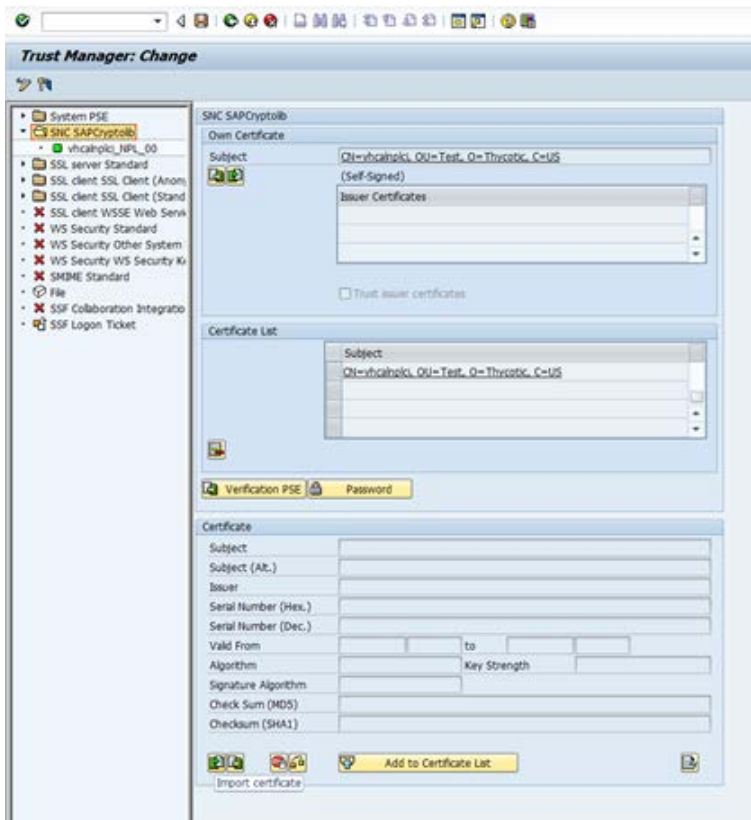 Trust Manager: Change
System PSE
SNC SAPCryptolib
vhcalnplci_NPL_00
SSL server Standard
SSL client SSL Client (Anony
SSL client SSL Client (Stand
SSL client WSSE Web Servi
WS Security Standard
WS Security Other System
WS Security WS Security Ke
SMIME Standard
File
SSF Collaboration Integratio
SSF Logon Ticket
SNC SAPCryptolib
Own Certificate
Subject CN=vhcalnplci, OU=Test, O=Thycotic, C=US
(Self-Signed)
Issuer Certificates
Trust issuer certificates
Certificate List
Subject
CN=vhcalnplci, OU=Test, O=Thycotic, C=US
Verification PSE Password
Certificate
Subject
Subject (Alt.)
Issuer
Serial Number (Hex.)
Serial Number (Dec.)
Valid From to
Algorithm Key Strength
Signature Algorithm
Check Sum (MD5)
Checksum (SHA1)
Add to Certificate List
Import certificate